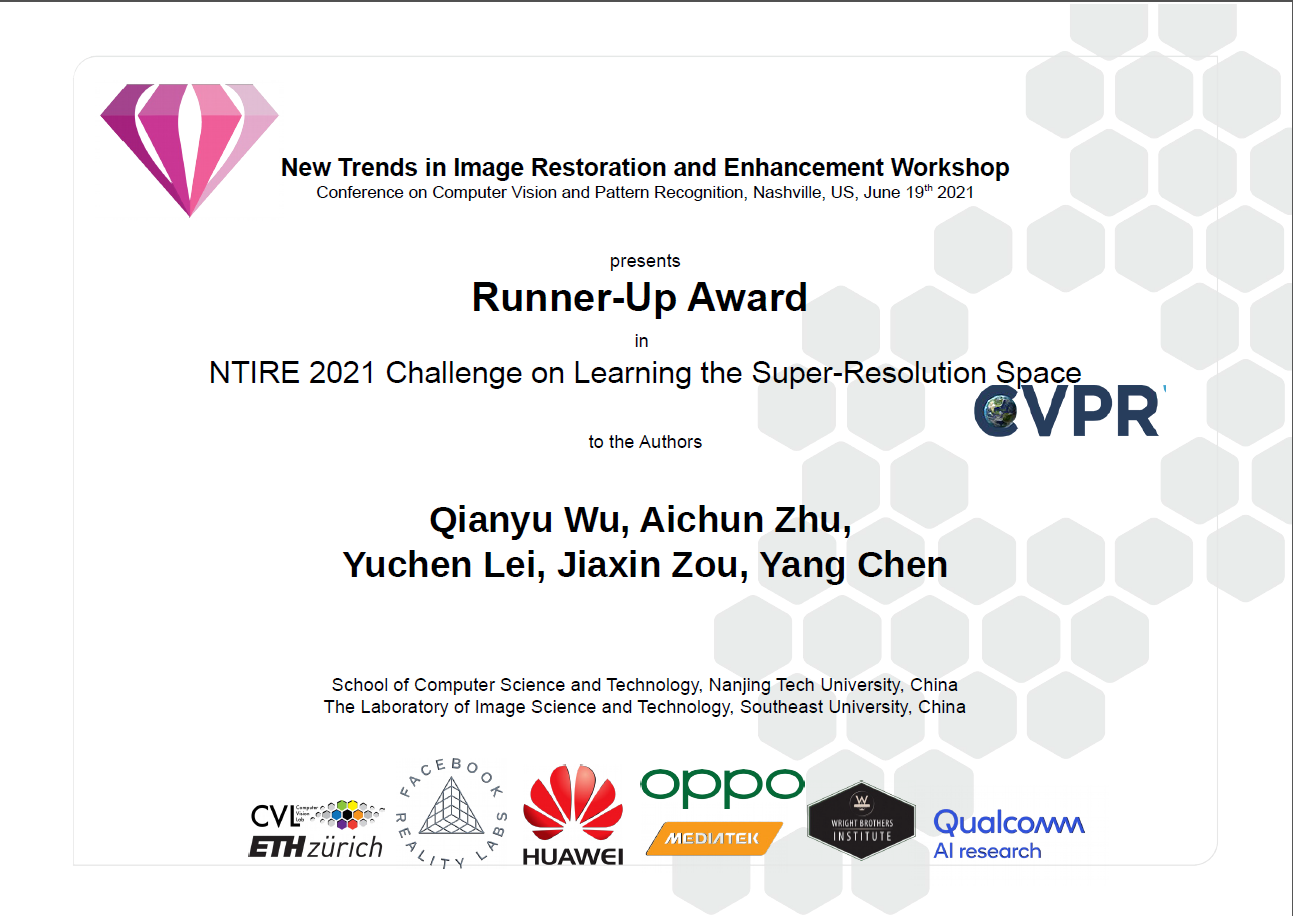 New Trends in Image Restoration and Enhancement Workshop
Conference on Computer Vision and Pattern Recognition, Nashville, US, June 19th 2021
presents
Runner-Up Award
in
NTIRE 2021 Challenge on Learning the Super-Resolution Space
CVPR
to the Authors
Qianyu Wu, Aichun Zhu,
Yuchen Lei, Jiaxin Zou, Yang Chen
School of Computer Science and Technology, Nanjing Tech University, China
The Laboratory of Image Science and Technology, Southeast University, China
CVL Computer Vision Lab
ETH zürich
FACEBOOK
REALITY LABS
HUAWEI
oppo
MEDIATEK
W
WRIGHT BROTHERS
INSTITUTE
Qualcomm
AI research